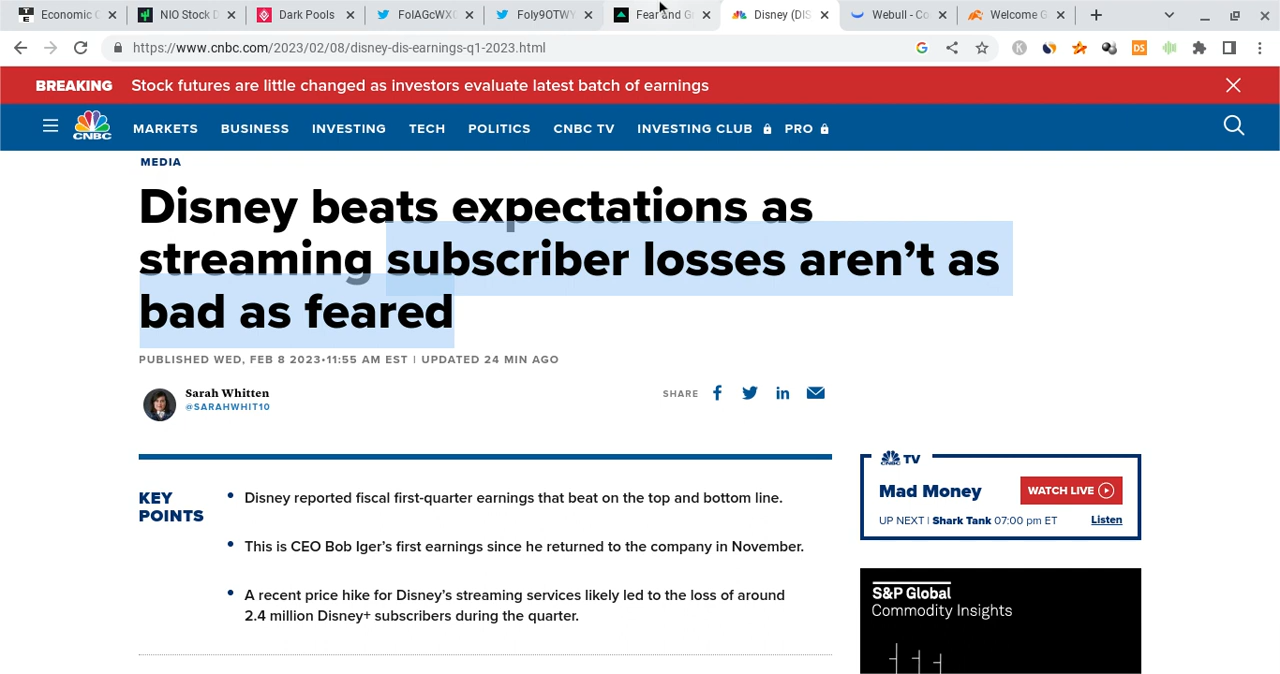 Economic C
NIO Stock D
Dark Pools
FolAGcWXC
Foly9OTWY
Fear and G
Disney (DIS
Webull - Co
Welcome G
https://www.cnbc.com/2023/02/08/disney-dis-earnings-q1-2023.html
BREAKING Stock futures are little changed as investors evaluate latest batch of earnings
CNBC MARKETS BUSINESS INVESTING TECH POLITICS CNBC TV INVESTING CLUB PRO
MEDIA
Disney beats expectations as
streaming subscriber losses aren’t as
bad as feared
PUBLISHED WED, FEB 8 2023•11:55 AM EST | UPDATED 24 MIN AGO
Sarah Whitten
@SARAHWHIT10
SHARE
KEY
POINTS
• Disney reported fiscal first-quarter earnings that beat on the top and bottom line.
• This is CEO Bob Iger’s first earnings since he returned to the company in November.
• A recent price hike for Disney’s streaming services likely led to the loss of around
2.4 million Disney+ subscribers during the quarter.
CNBC TV
Mad Money
WATCH LIVE
UP NEXT | Shark Tank 07:00 pm ET
Listen
S&P Global
Commodity Insights